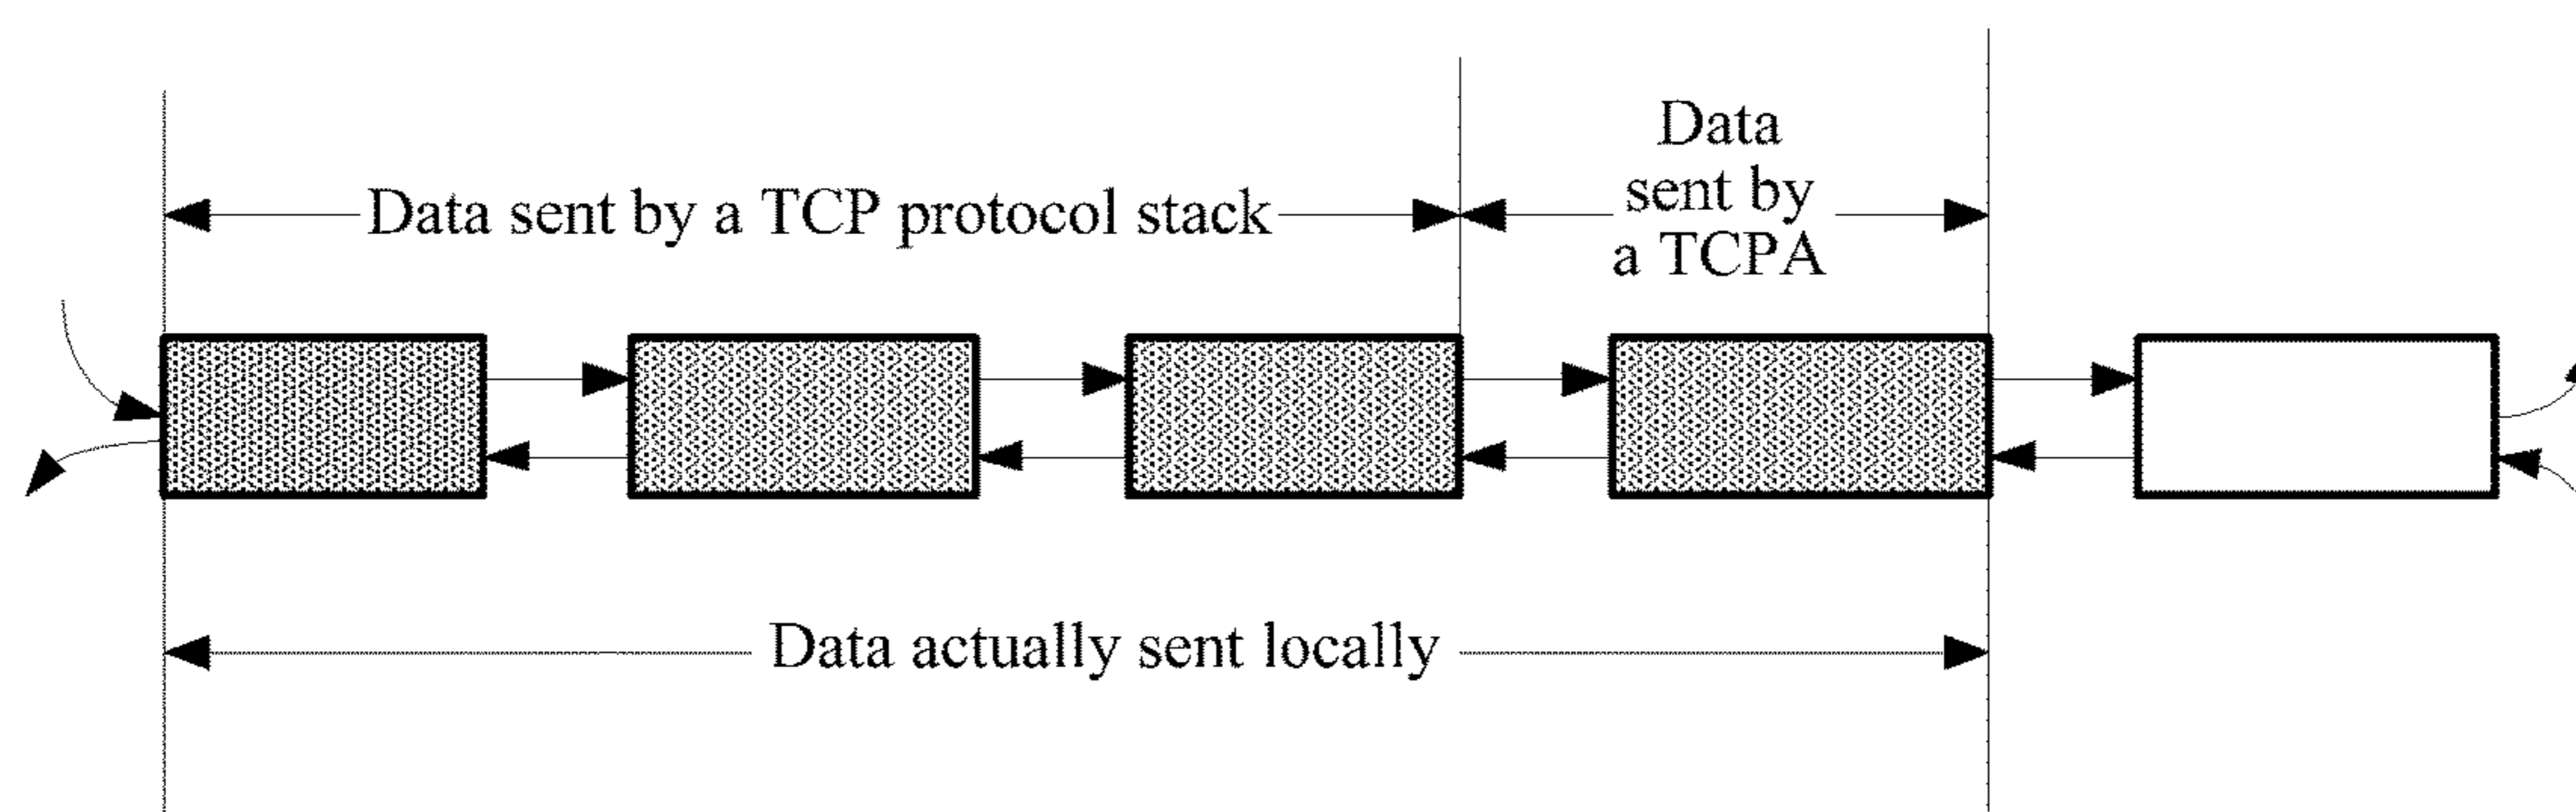 Data sent by a TCP protocol stack
Data
sent by
a TCPA
Data actually sent locally